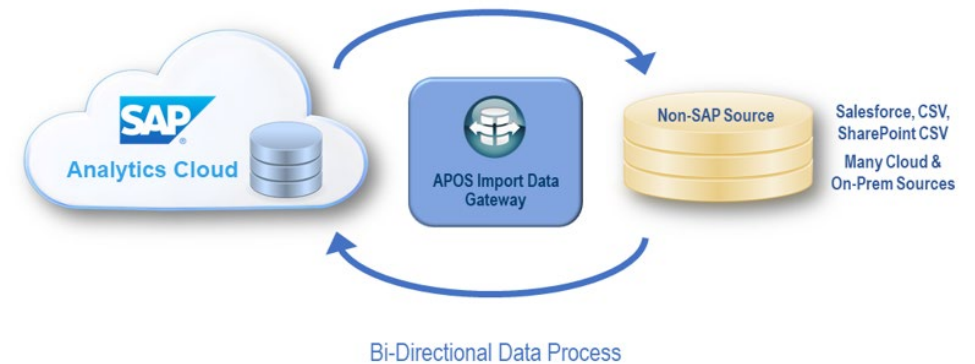 SAP
Analytics Cloud
APOS Import Data
Gateway
Non-SAP Source
Salesforce, CSV,
SharePoint CSV
Many Cloud &
On-Prem Sources
Bi-Directional Data Process